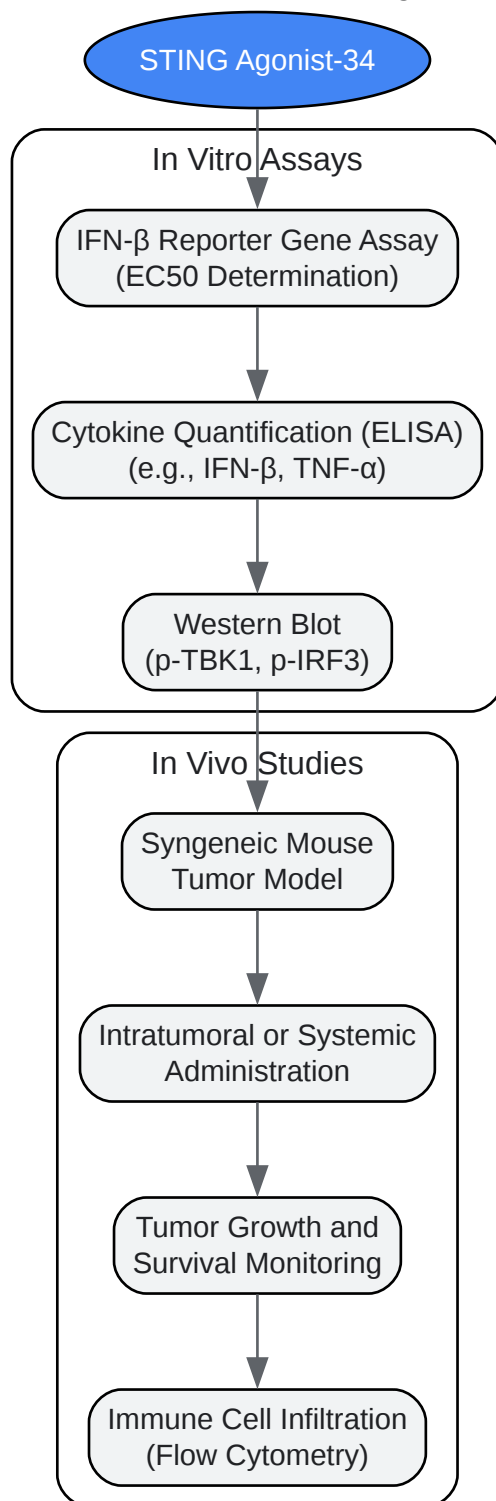 STING Agonist-34
In Vitro Assays
IFN-β Reporter Gene Assay
(EC50 Determination)
Cytokine Quantification (ELISA)
(e.g., IFN-β, TNF-α)
Western Blot
(p-TBK1, p-IRF3)
In Vivo Studies
Syngeneic Mouse
Tumor Model
Intratumoral or Systemic
Administration
Tumor Growth and
Survival Monitoring
Immune Cell Infiltration
(Flow Cytometry)